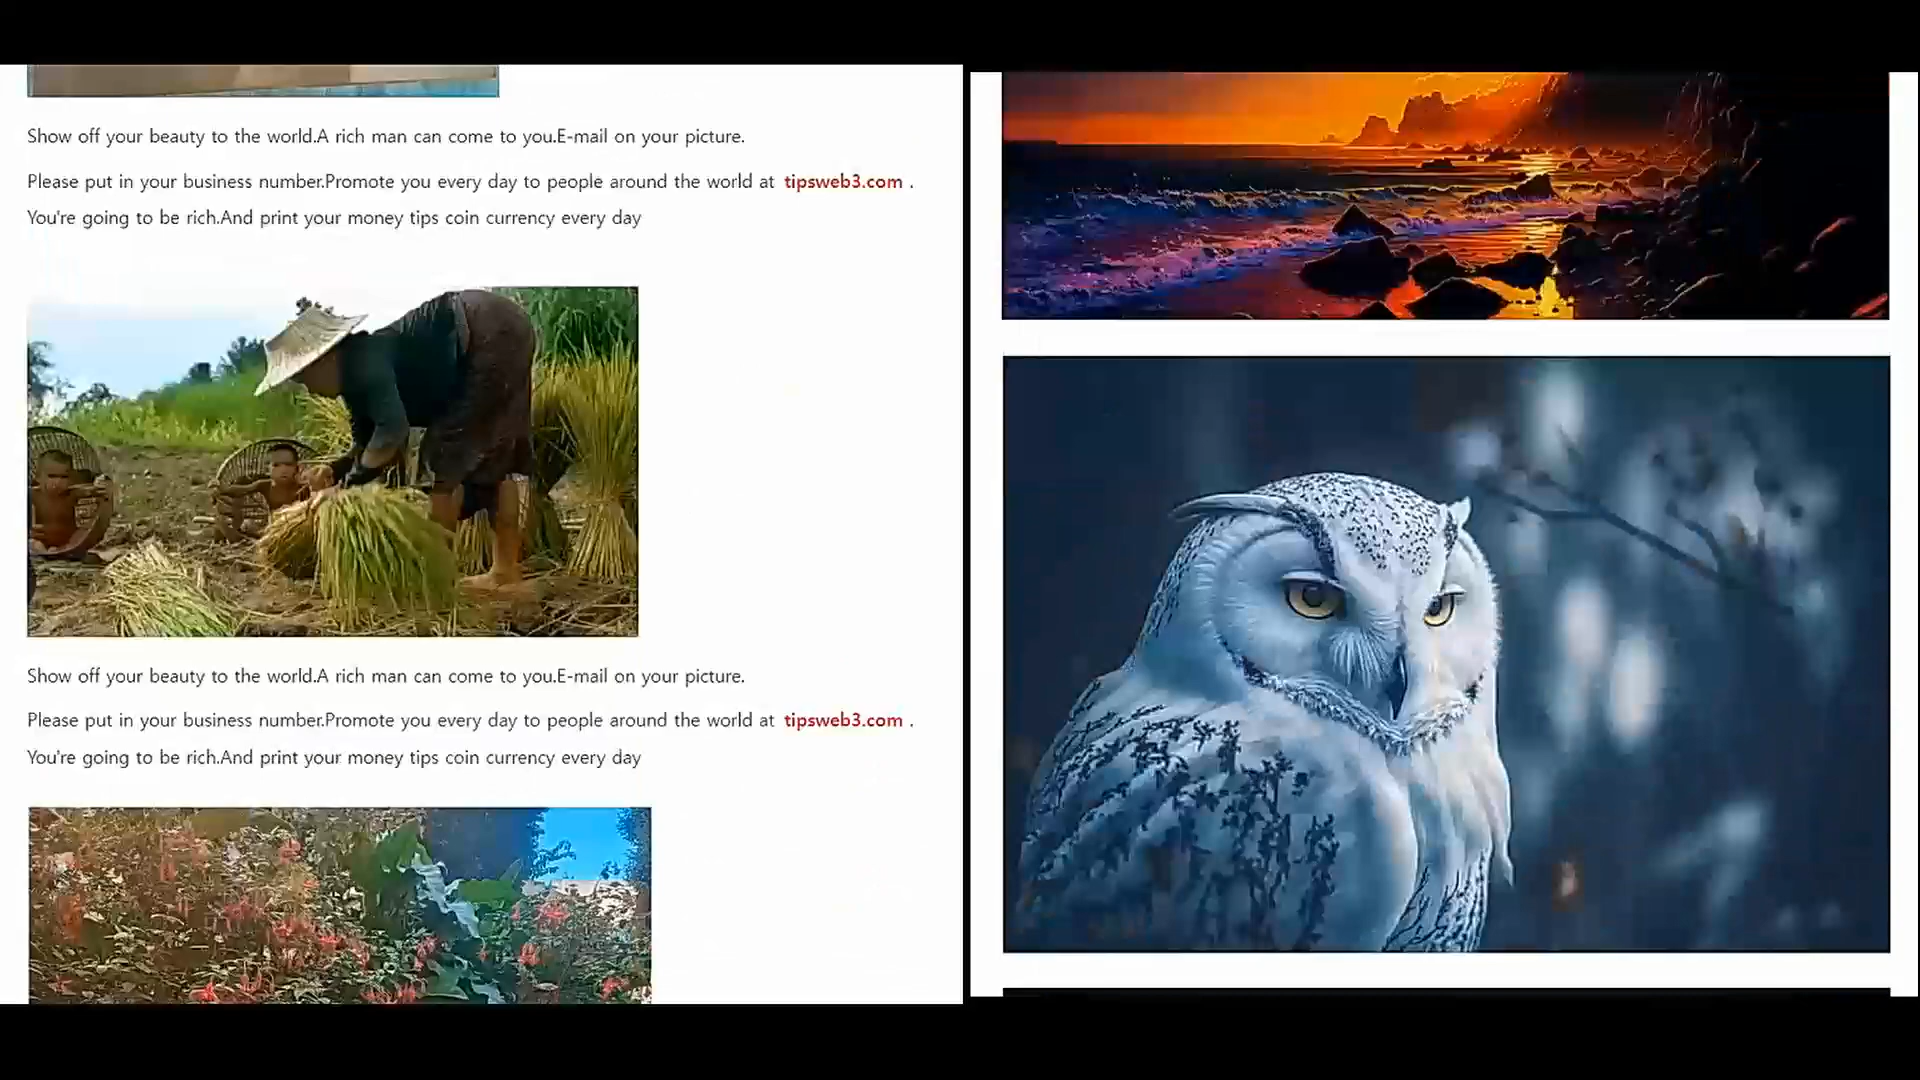 Show off your beauty to the world.A rich man can come to you.E-mail on your picture.
Please put in your business number.Promote you every day to people around the world at tipsweb3.com .
You're going to be rich.And print your money tips coin currency every day
Show off your beauty to the world.A rich man can come to you.E-mail on your picture.
Please put in your business number.Promote you every day to people around the world at tipsweb3.com .
You're going to be rich.And print your money tips coin currency every day